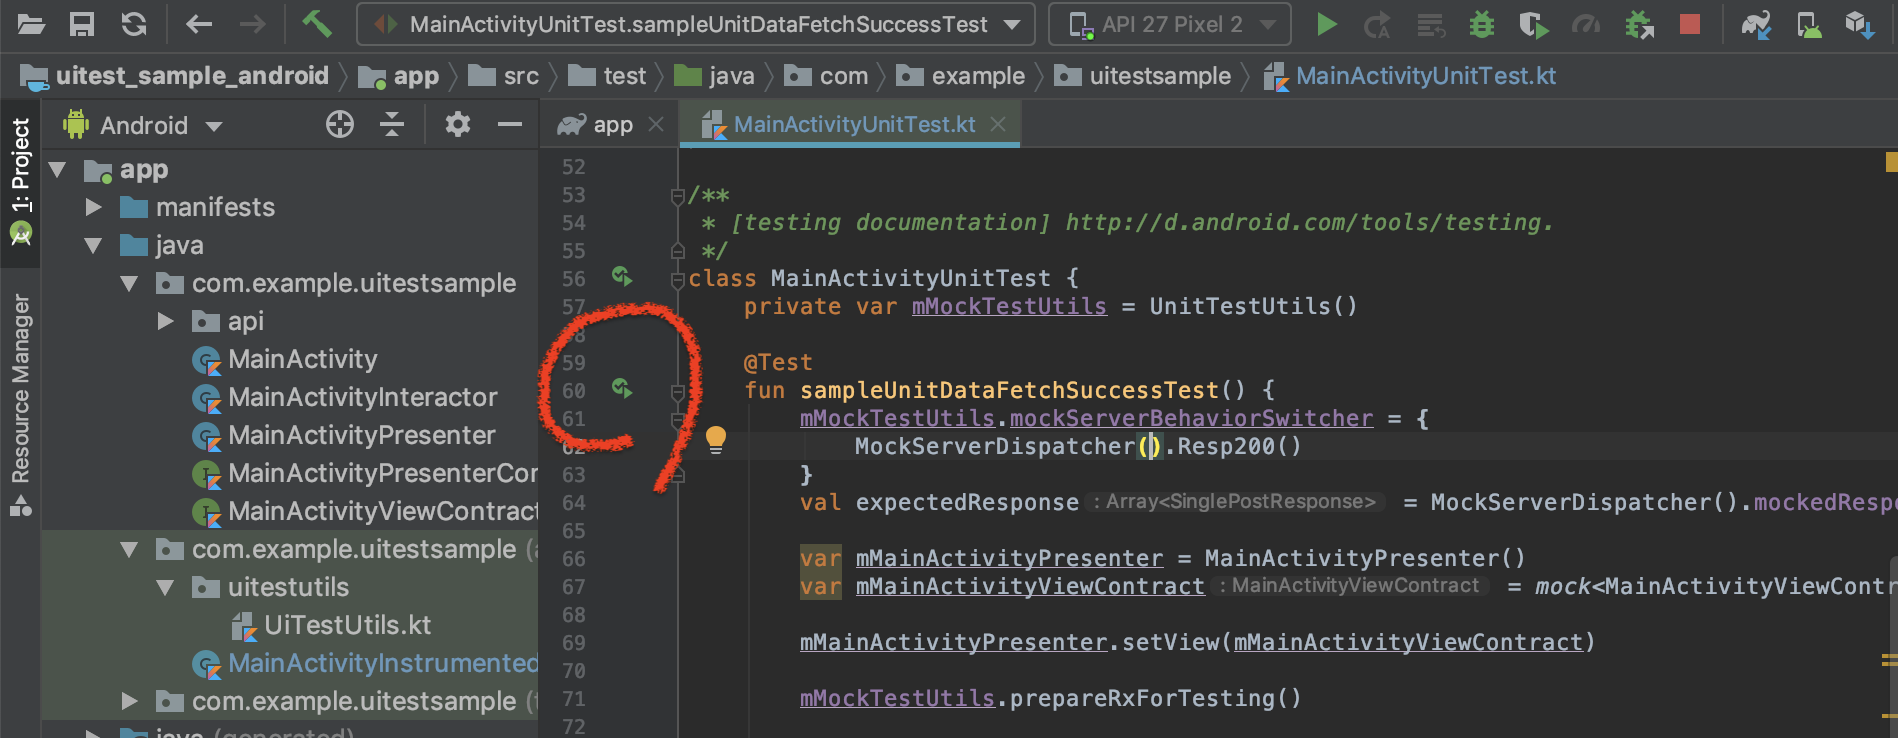 MainActivityUnitTest.sampleUnitDataFetchSuccessTest API 27 Pixel 2
uitest_sample_android app src test java com example uitestsample MainActivityUnitTest.kt
1: Project
Resource Manager
Android
app
manifests
java
com.example.uitestsample
api
MainActivity
MainActivityInteractor
MainActivityPresenter
MainActivityPresenterCor
MainActivityViewContract
com.example.uitestsample (
uitestutils
UiTestUtils.kt
MainActivityInstrumented
com.example.uitestsample (
java (generated)
app MainActivityUnitTest.kt
52
53 /**
54 * [testing documentation] http://d.android.com/tools/testing.
55 */
56 class MainActivityUnitTest {
57 private var mMockTestUtils = UnitTestUtils()
58
59 @Test
60 fun sampleUnitDataFetchSuccessTest() {
61 mMockTestUtils.mockServerBehaviorSwitcher = {
62 MockServerDispatcher().Resp200()
63 }
64 val expectedResponse : Array<SinglePostResponse> = MockServerDispatcher().mockedRespo
65
66 var mMainActivityPresenter = MainActivityPresenter()
67 var mMainActivityViewContract : MainActivityViewContract = mock<MainActivityViewContr
68
69 mMainActivityPresenter.setView(mMainActivityViewContract)
70
71 mMockTestUtils.prepareRxForTesting()
72